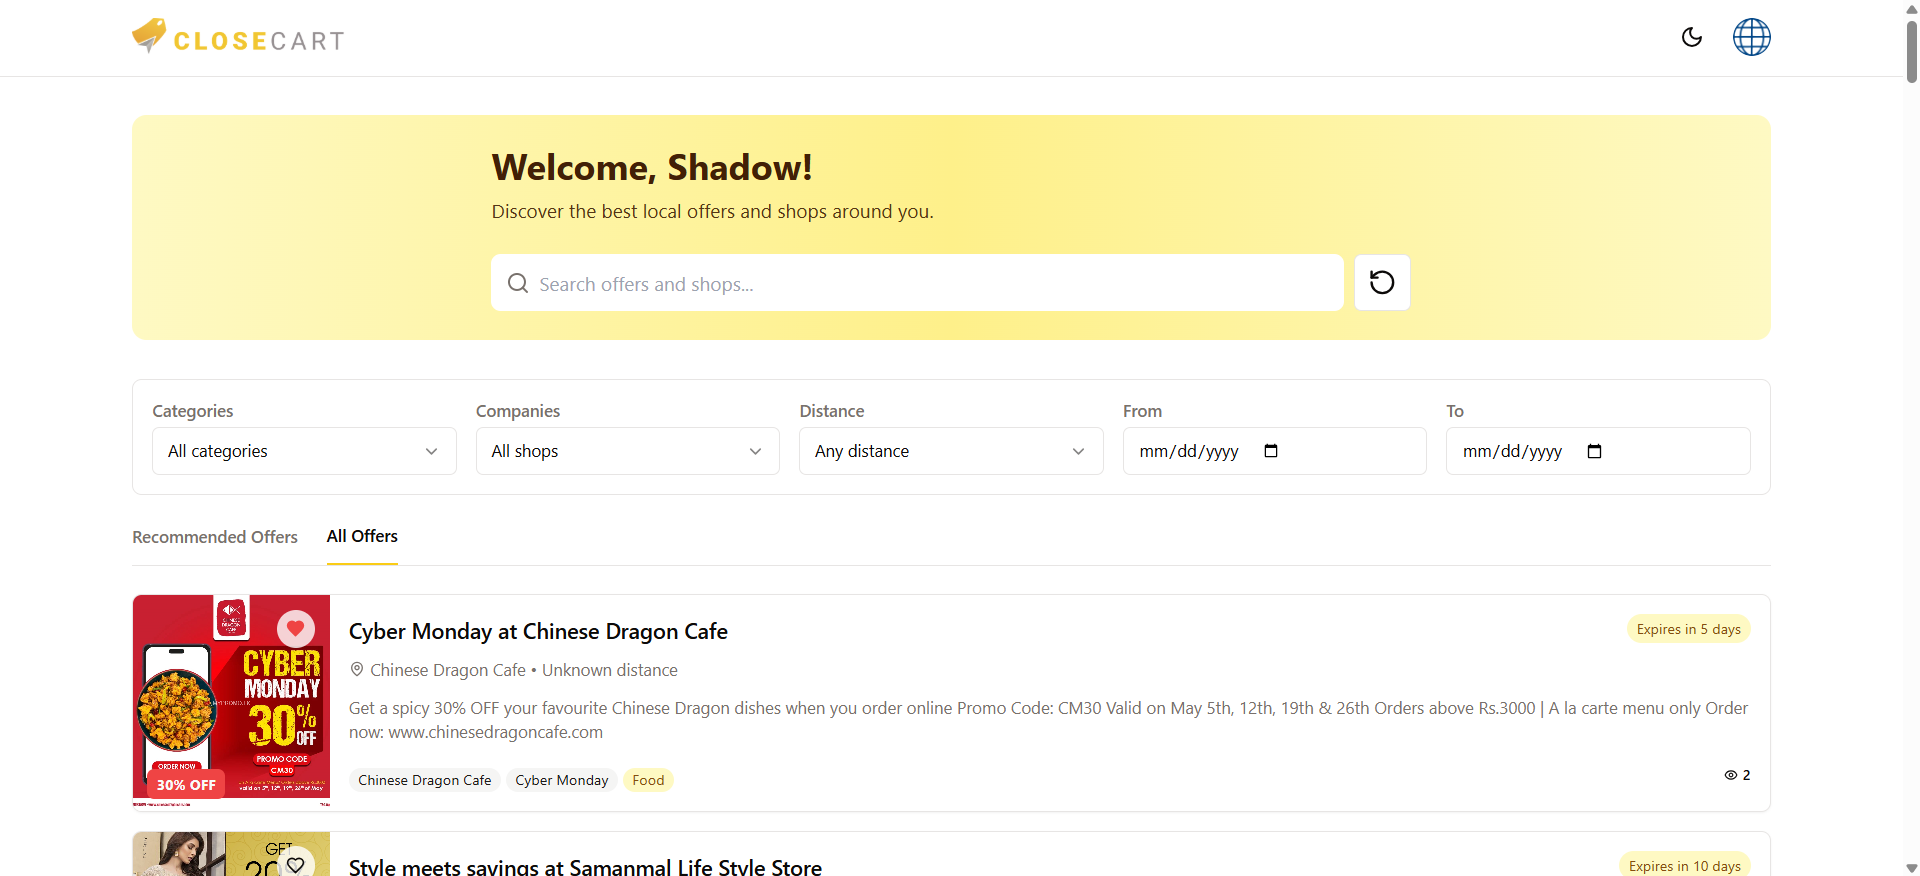 CLOSECART
Welcome, Shadow!
Discover the best local offers and shops around you.
Search offers and shops...
Categories
Companies
Distance
From
To
All categories
All shops
Any distance
mm/dd/yyyy
mm/dd/yyyy
Recommended Offers
All Offers
CHINESE
DRAGON
CAFE
CYBER
MONDAY
30%
OFF
ORDER NOW
PROMO CODE
CM30
30% OFF
Cyber Monday at Chinese Dragon Cafe
Expires in 5 days
Chinese Dragon Cafe • Unknown distance
Get a spicy 30% OFF your favourite Chinese Dragon dishes when you order online Promo Code: CM30 Valid on May 5th, 12th, 19th & 26th Orders above Rs.3000 | A la carte menu only Order
now: www.chinesedragoncafe.com
Chinese Dragon Cafe
Cyber Monday
Food
2
GET
Style meets savings at Samanmal Life Style Store
Expires in 10 days